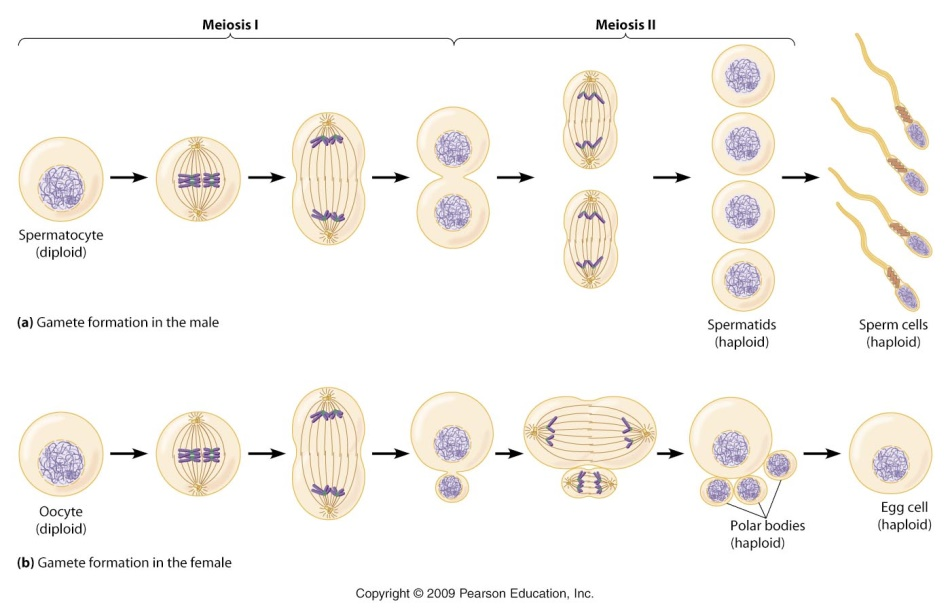 Meiosis I
Meiosis II
Spermatocyte
(diploid)
(a) Gamete formation in the male
Spermatids
(haploid)
Sperm cells
(haploid)
Oocyte
(diploid)
Polar bodies
(haploid)
Egg cell
(haploid)
(b) Gamete formation in the female
Copyright © 2009 Pearson Education, Inc.